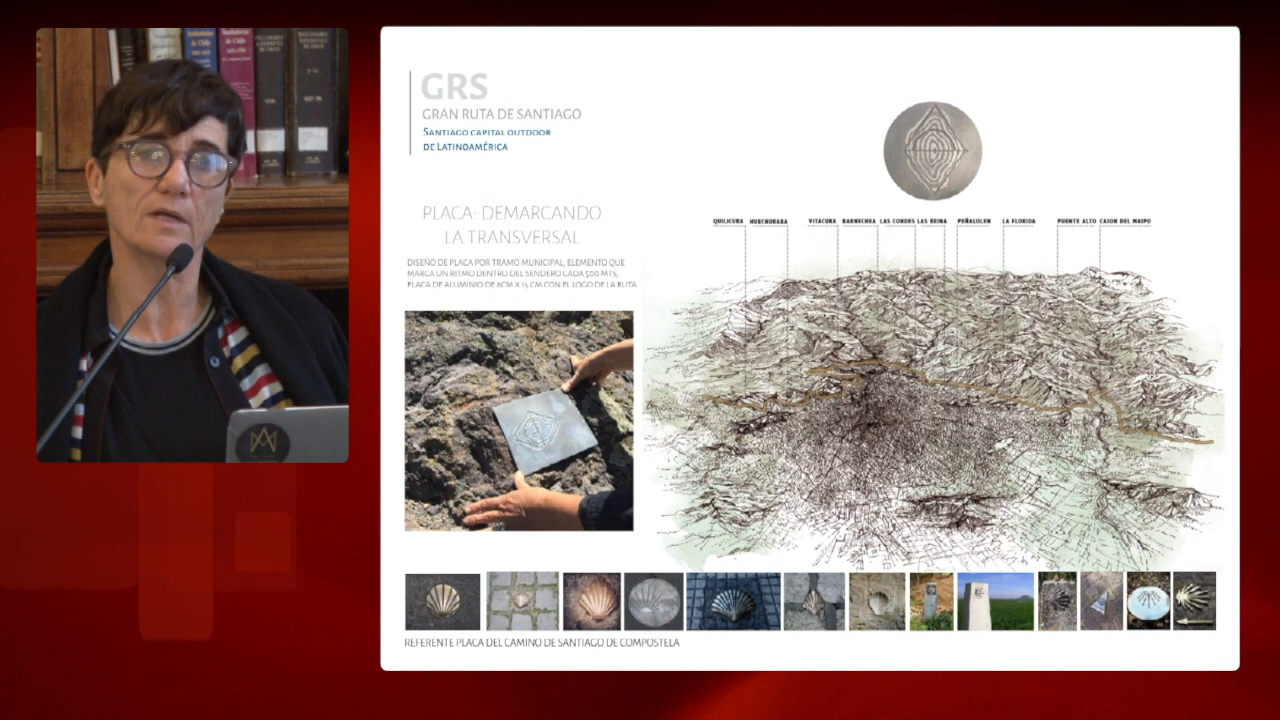 Fundadores
de Chile
GRS
GRAN RUTA DE SANTIAGO
SANTIAGO CAPITAL OUTDOOR
DE LATINOAMÉRICA
PLACA: DEMARCANDO
LA TRANSVERSAL
DISEÑO DE PLACA POR TRAMO MUNICIPAL, ELEMENTO QUE
MARCA UN RITMO DENTRO DEL SENDERO CADA 500 MTS,
PLACA DE ALUMINIO DE 8CM X 15 CM CON EL LOGO DE LA RUTA
QUILICURA HUECHURABA VITACURA BARNECHEA LAS CONDES LAS REINA PEÑALOLEN LA FLORIDA PUENTE ALTO CAJON DEL MAIPO
REFERENTE PLACA DEL CAMINO DE SANTIAGO DE COMPOSTELA